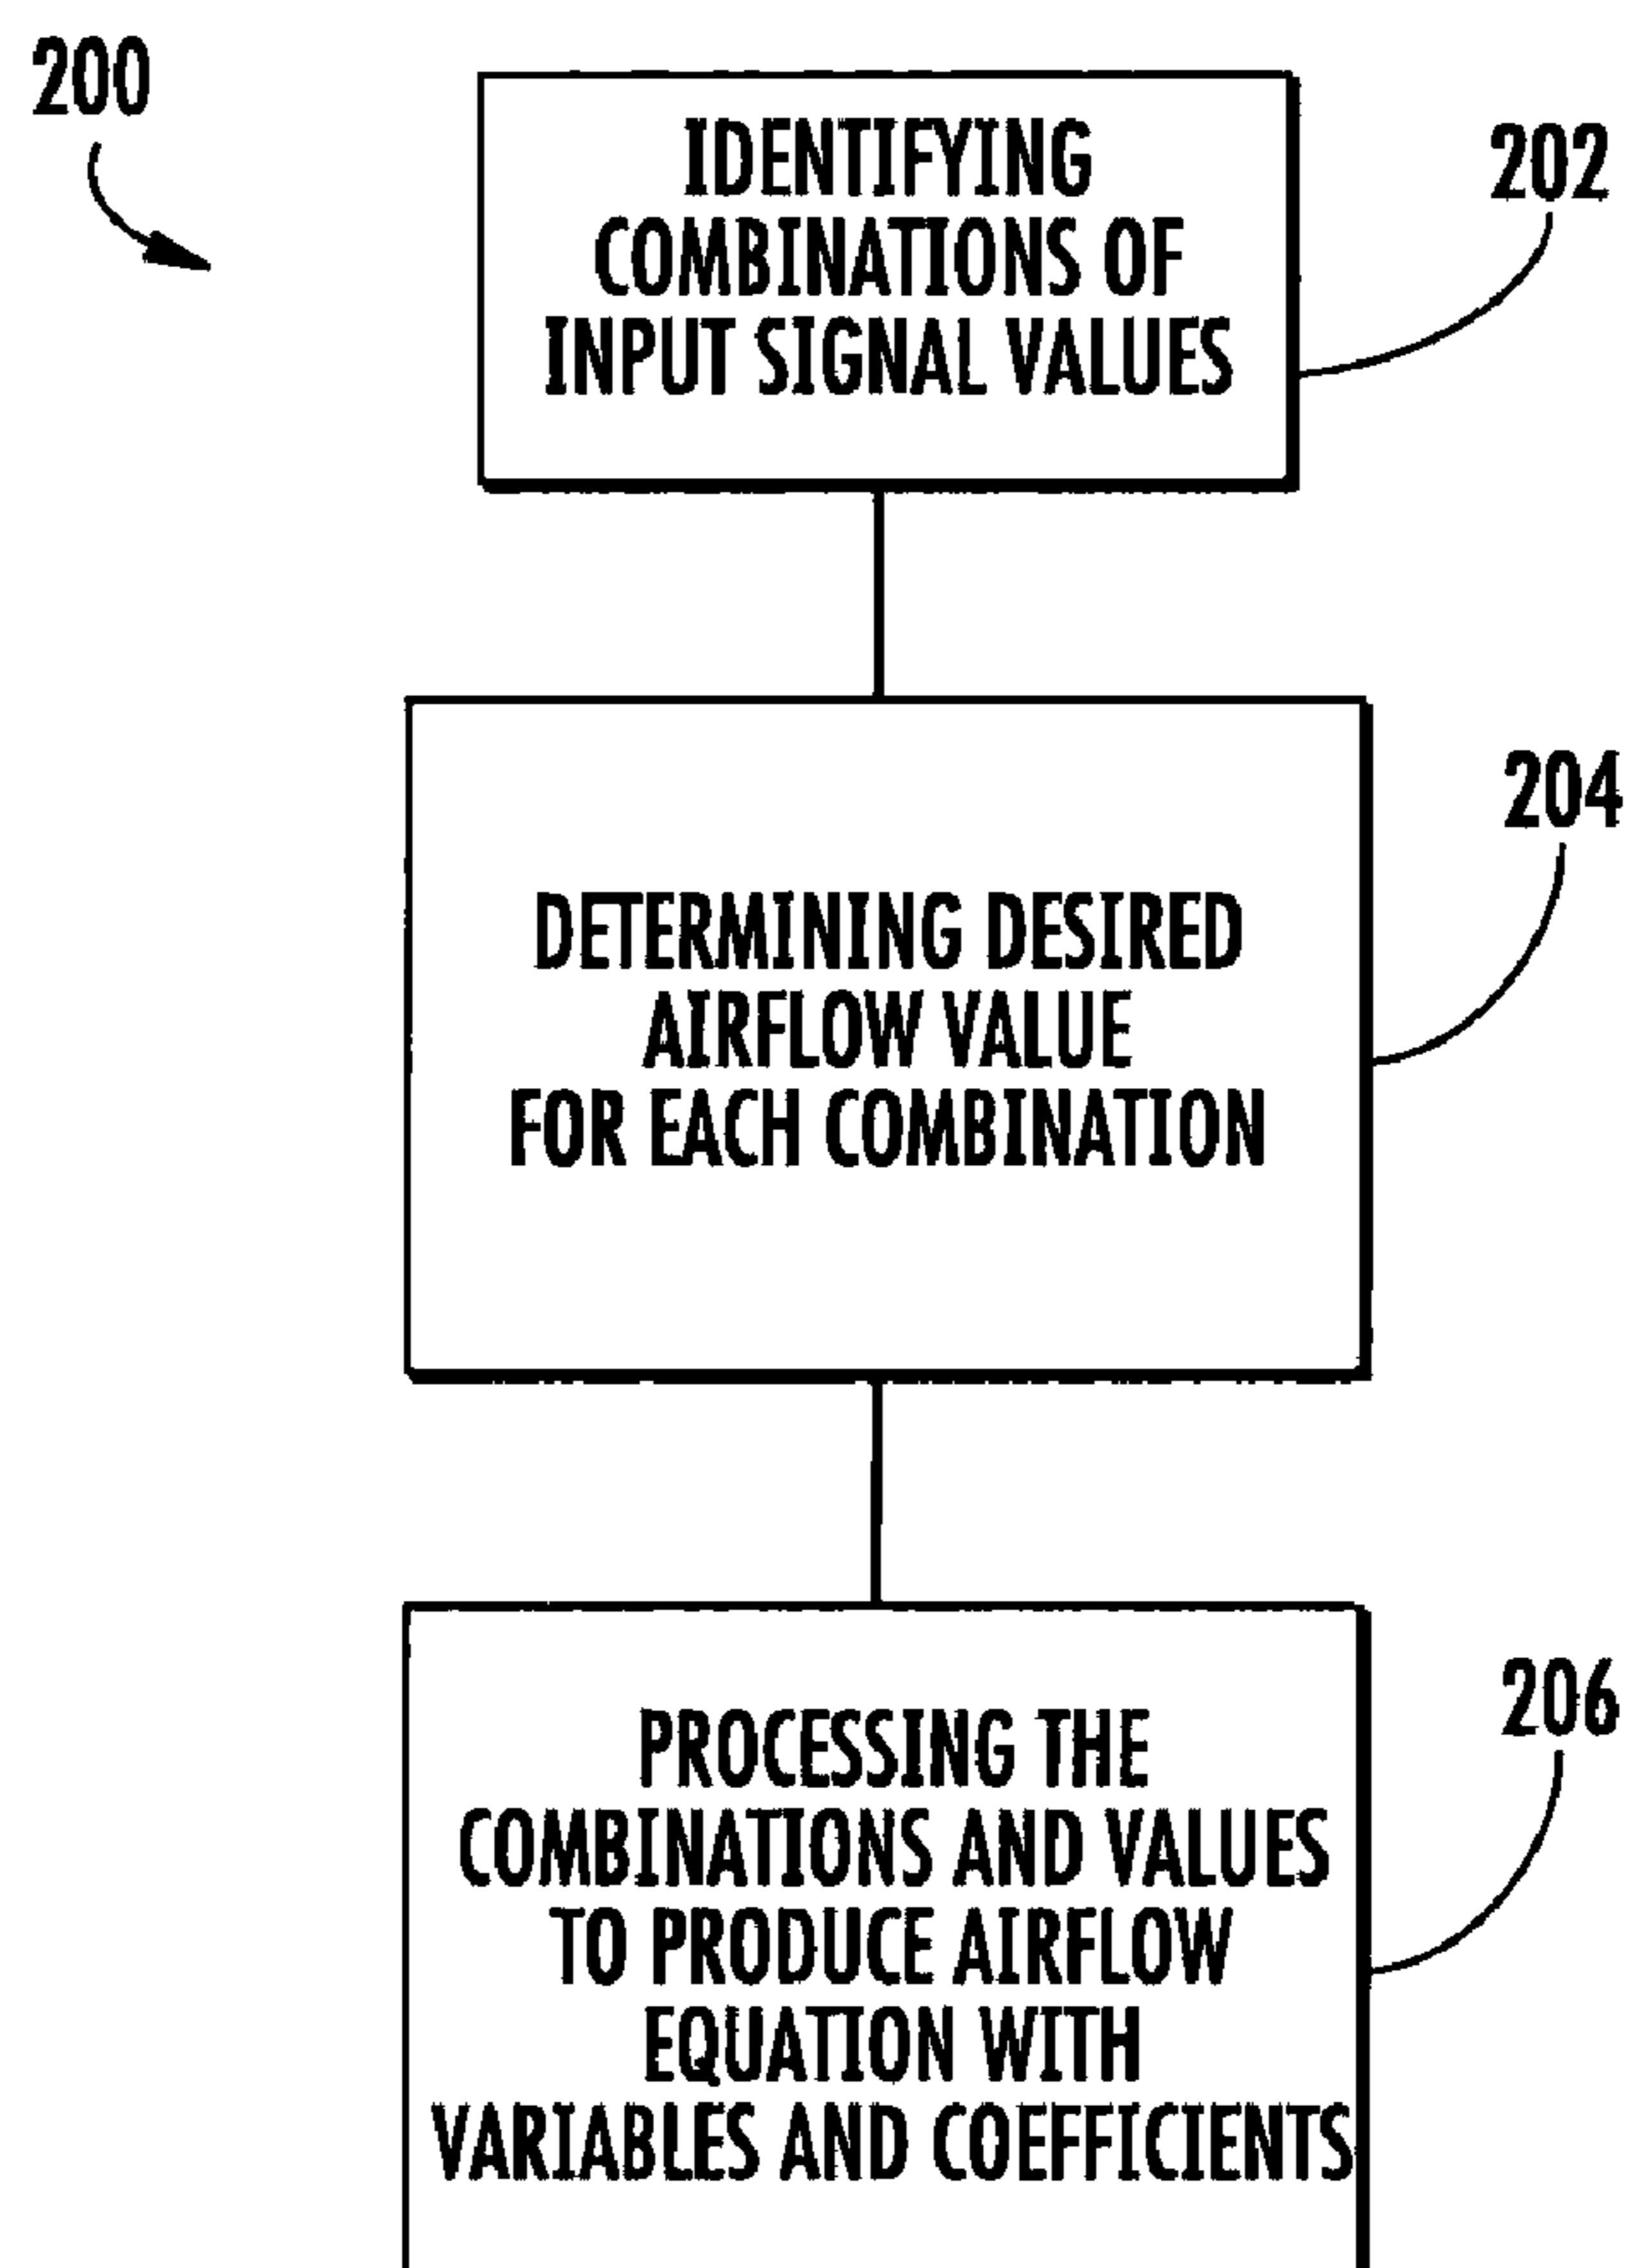 200
IDENTIFYING
COMBINATIONS OF
INPUT SIGNAL VALUES
202
DETERMINING DESIRED
AIRFLOW VALUE
FOR EACH COMBINATION
204
PROCESSING THE
COMBINATIONS AND VALUES
TO PRODUCE AIRFLOW
EQUATION WITH
VARIABLES AND COEFFICIENTS
206